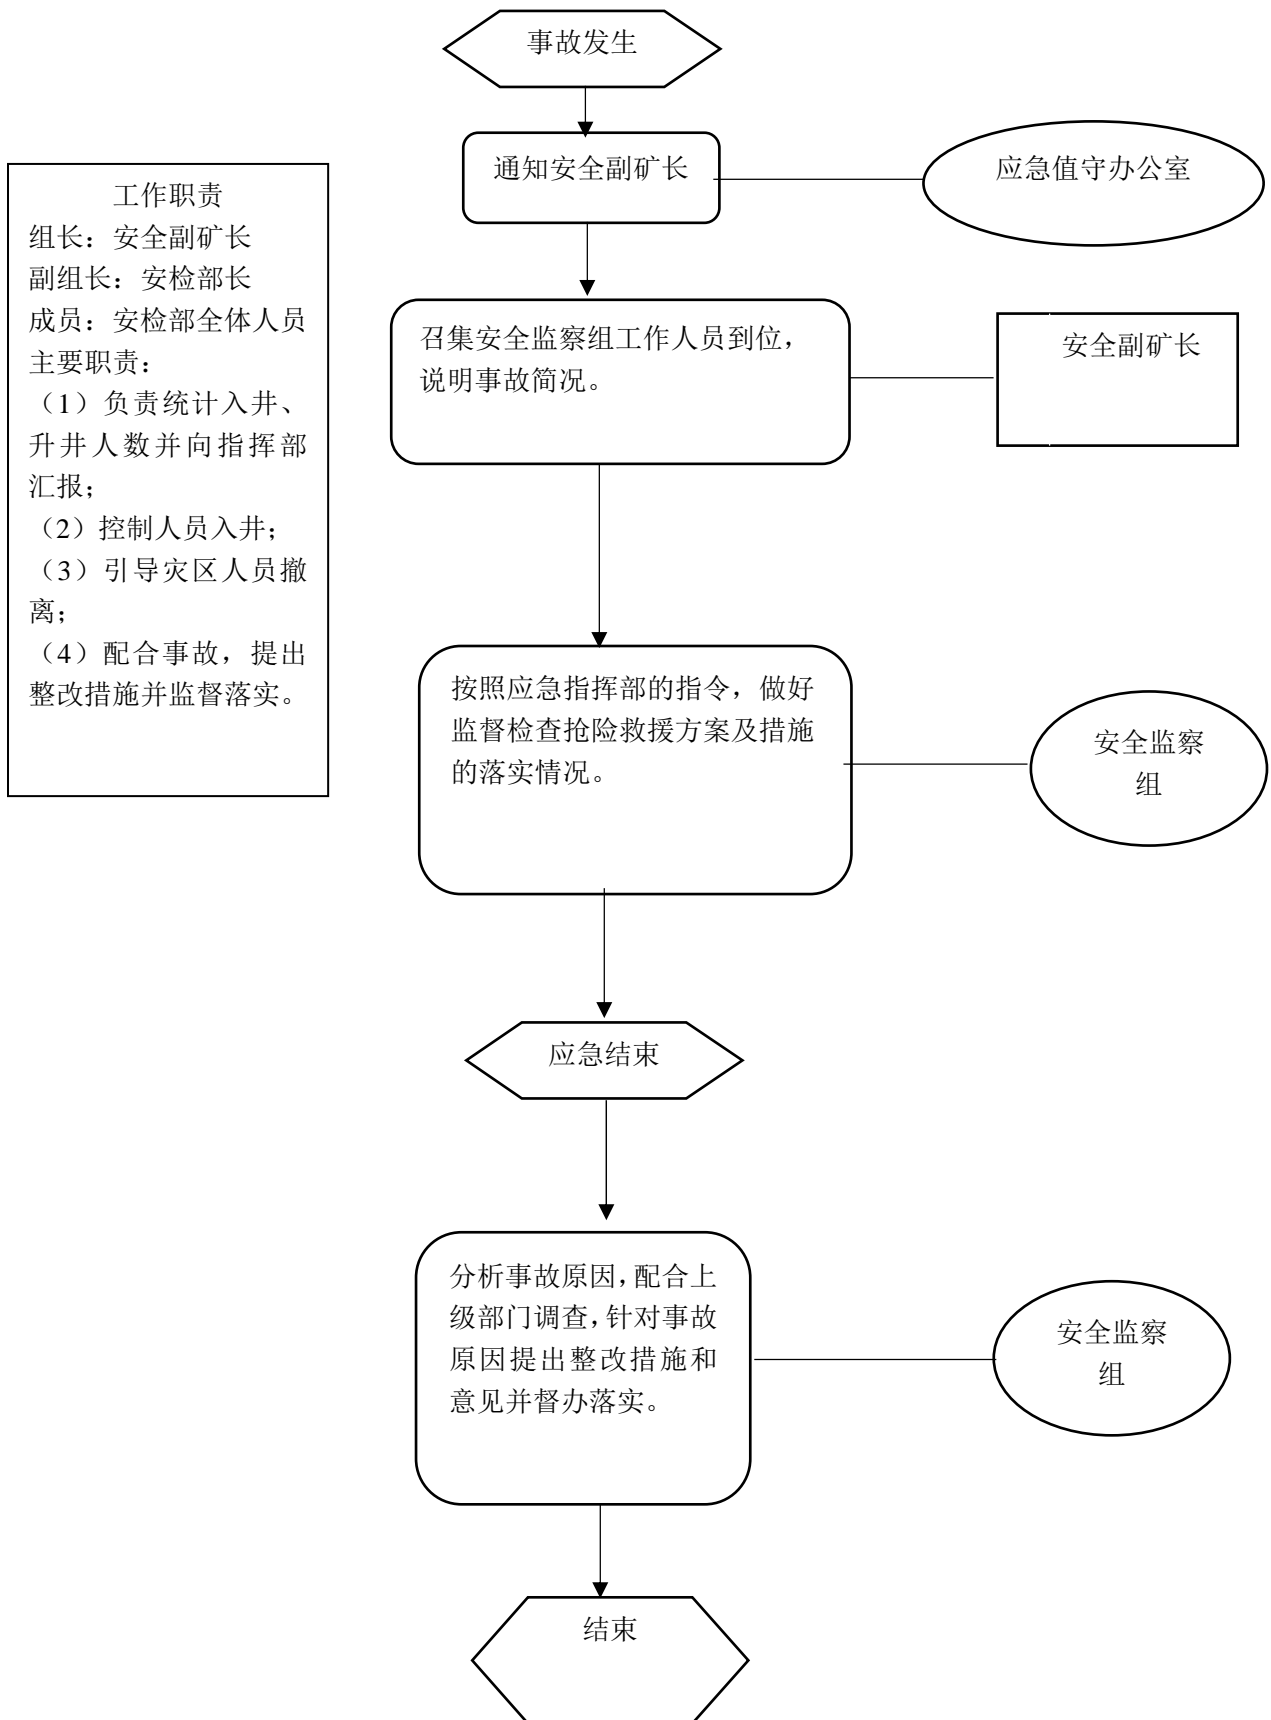 事故发生
通知安全副矿长
应急值守办公室
工作职责
组长：安全副矿长
副组长：安检部长
成员：安检部全体人员
主要职责：
（1）负责统计入井、
升井人数并向指挥部
汇报；
（2）控制人员入井；
（3）引导灾区人员撤
离；
（4）配合事故，提出
整改措施并监督落实。
召集安全监察组工作人员到位，
说明事故简况。
安全副矿长
按照应急指挥部的指令，做好
监督检查抢险救援方案及措施
的落实情况。
安全监察
组
应急结束
分析事故原因，配合上
级部门调查，针对事故
原因提出整改措施和
意见并督办落实。
安全监察
组
结束